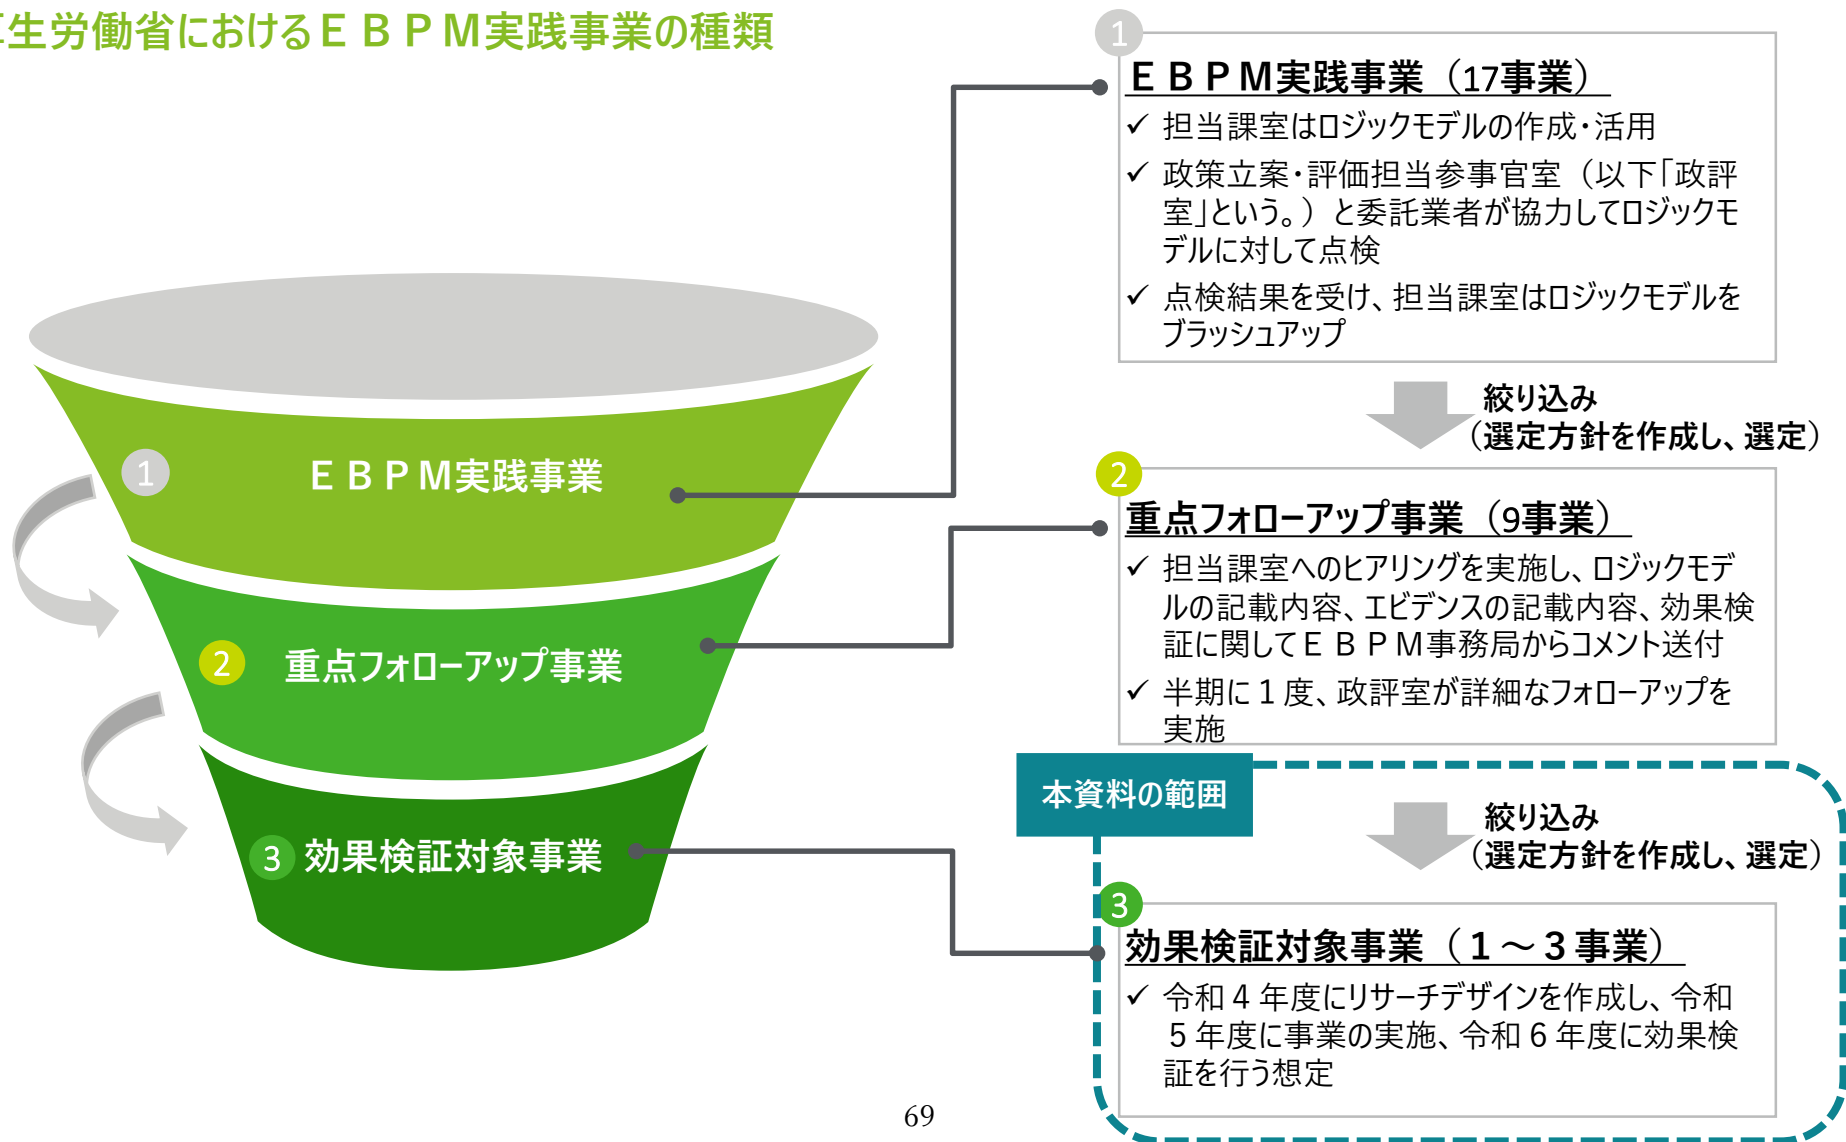 生労働省におけるＥＢＰＭ実践事業の種類
1
ＥＢＰＭ実践事業（17事業）
✓ 担当課室はロジックモデルの作成・活用
✓ 政策立案・評価担当参事官室（以下「政評
室」という。）と委託業者が協力してロジックモ
デルに対して点検
✓ 点検結果を受け、担当課室はロジックモデルを
ブラッシュアップ
絞り込み
（選定方針を作成し、選定）
2
重点フォローアップ事業（9事業）
✓ 担当課室へのヒアリングを実施し、ロジックモデ
ルの記載内容、エビデンスの記載内容、効果検
証に関してＥＢＰＭ事務局からコメント送付
✓ 半期に１度、政評室が詳細なフォローアップを
実施
本資料の範囲
絞り込み
（選定方針を作成し、選定）
3
効果検証対象事業（１～３事業）
✓ 令和４年度にリサーチデザインを作成し、令和
５年度に事業の実施、令和６年度に効果検
証を行う想定
1 ＥＢＰＭ実践事業
2 重点フォローアップ事業
3 効果検証対象事業
69